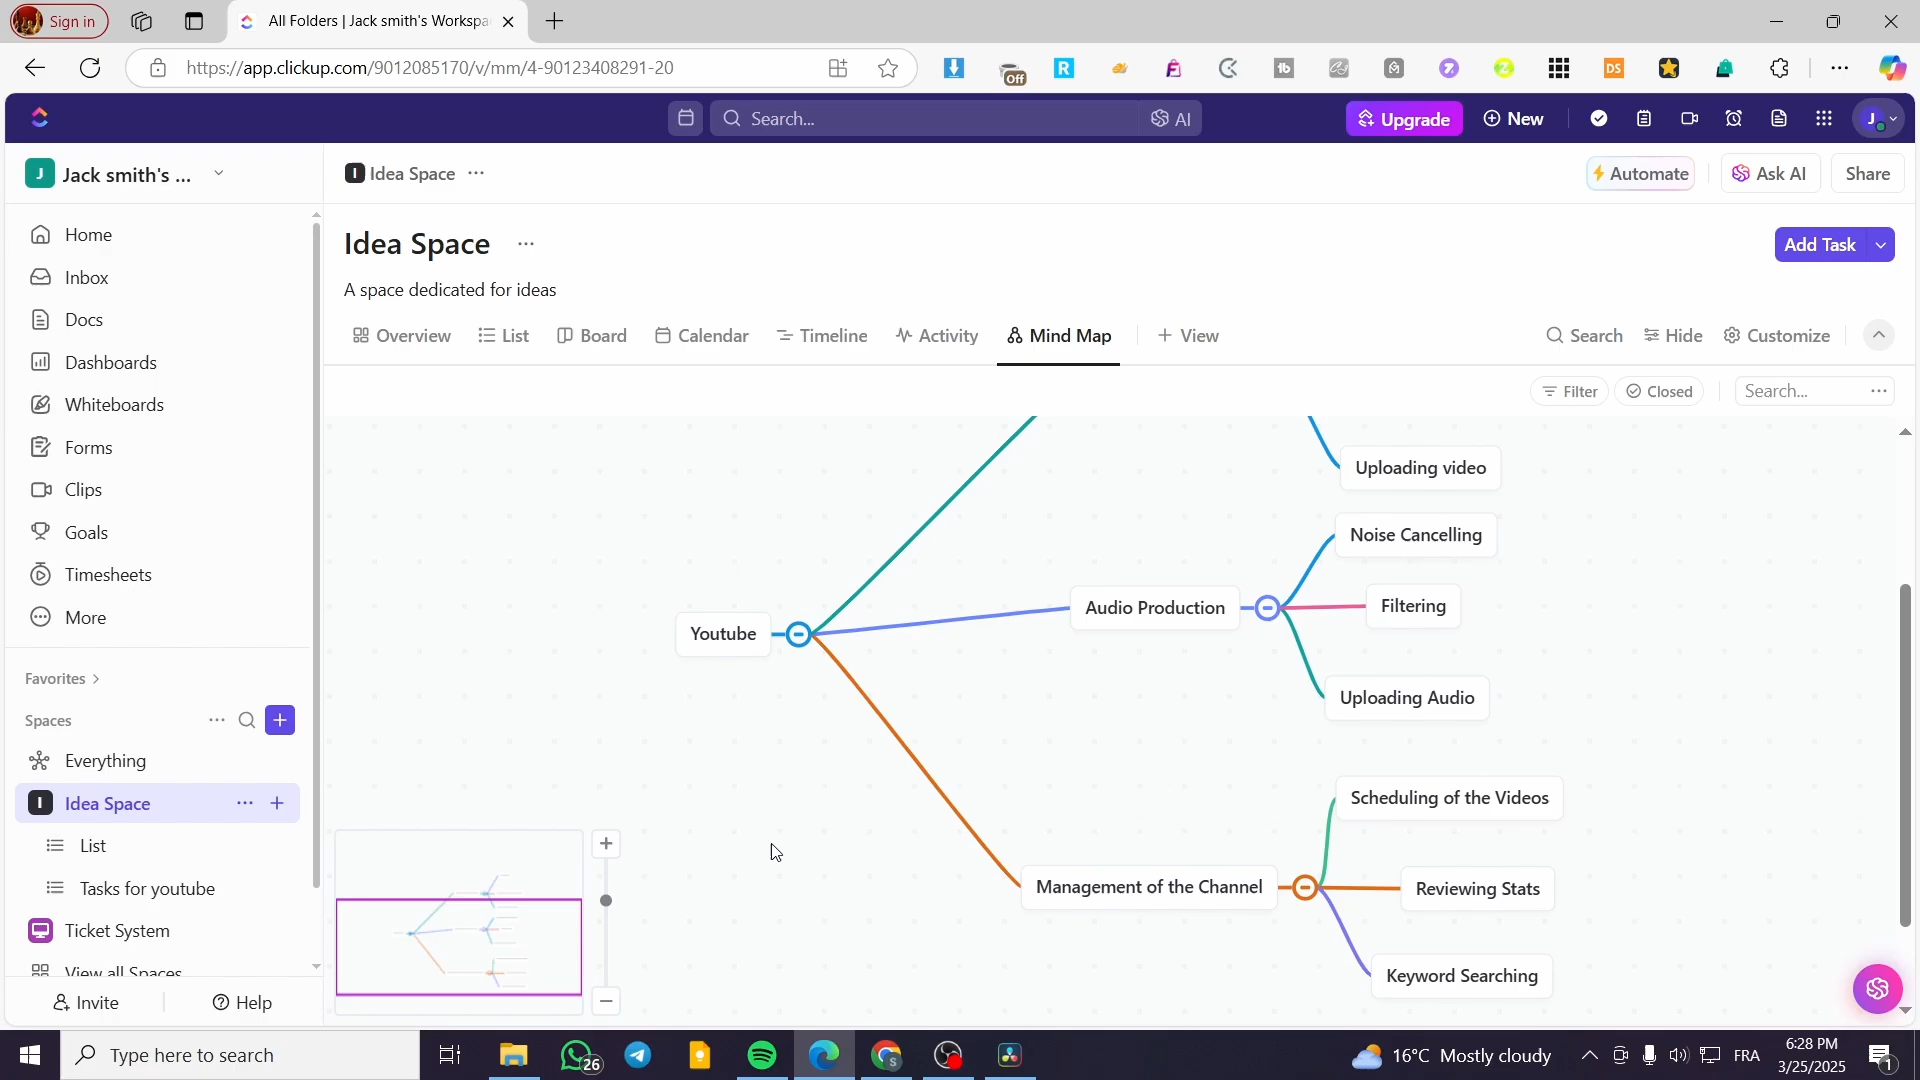 Sign in
All Folders | Jack smith's Workspa
https://app.clickup.com/9012085170/v/mm/4-90123408291-20
Off
Search...
AI
Upgrade
New
J
J Jack smith's ...
I Idea Space
Automate
Ask AI
Share
Home
Inbox
Docs
Dashboards
Whiteboards
Forms
Clips
Goals
Timesheets
More
Favorites
Spaces
Everything
I Idea Space
List
Tasks for youtube
Ticket System
View all Spaces
Invite
Help
Idea Space
Add Task
A space dedicated for ideas
Overview
List
Board
Calendar
Timeline
Activity
Mind Map
View
Search
Hide
Customize
Filter
Closed
Search...
Uploading video
Noise Cancelling
Youtube
Audio Production
Filtering
Uploading Audio
Scheduling of the Videos
Management of the Channel
Reviewing Stats
Keyword Searching
Type here to search
26
16°C Mostly cloudy
FRA
6:28 PM
3/25/2025
1